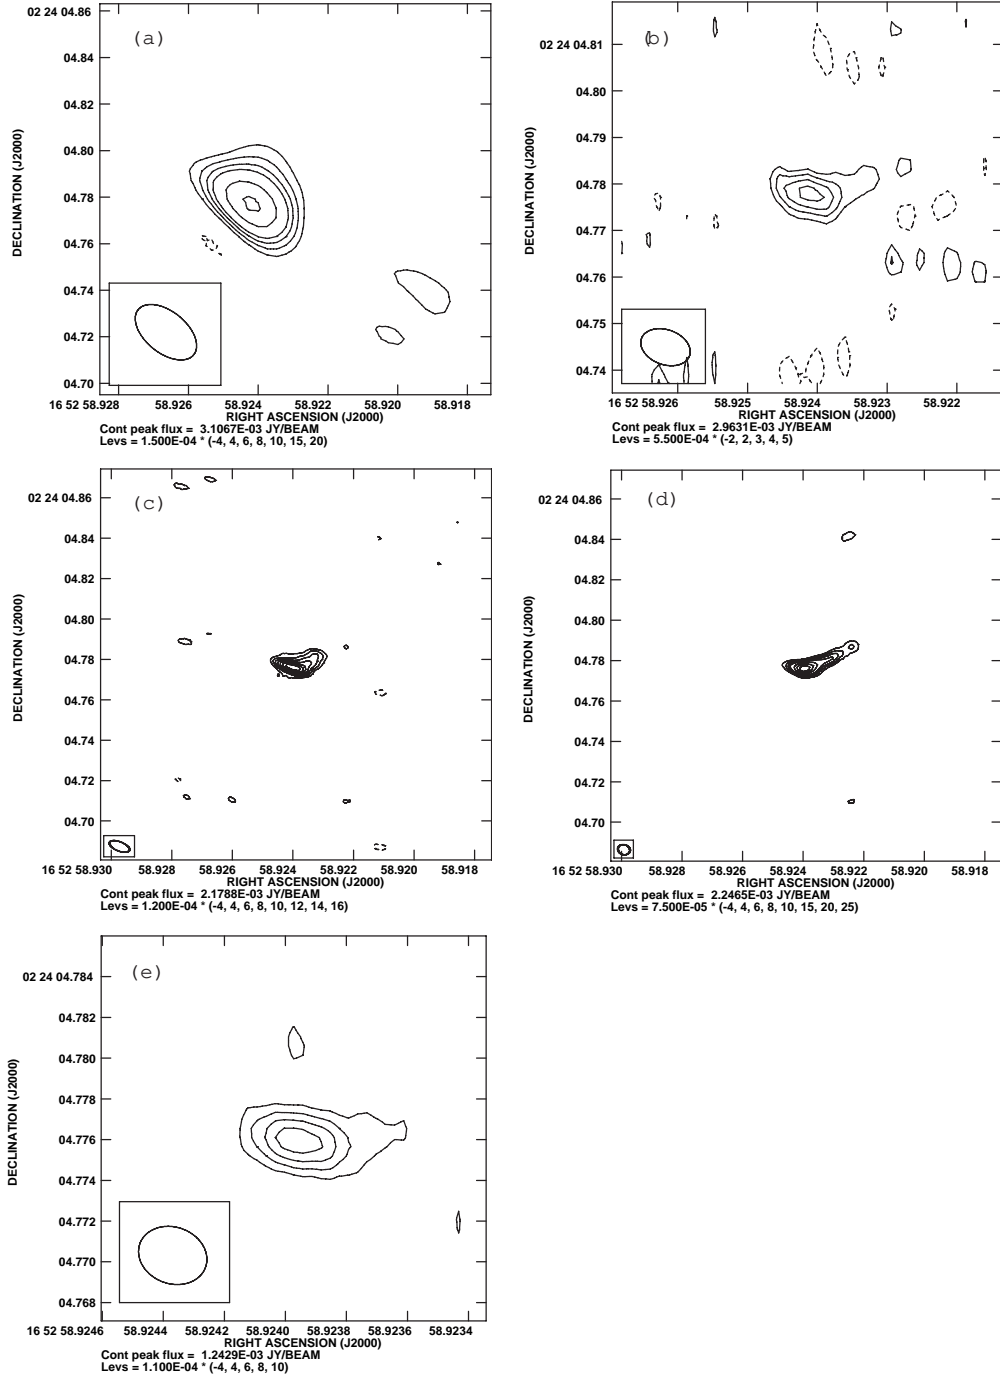 (a)
DECLINATION (J2000)
02 24 04.86
04.84
04.82
04.80
04.78
04.76
04.74
04.72
04.70
16 52 58.928 58.926 58.924 58.922 58.920 58.918
RIGHT ASCENSION (J2000)
Cont peak flux = 3.1067E-03 JY/BEAM
Levs = 1.500E-04 * (-4, 4, 6, 8, 10, 15, 20)
(b)
DECLINATION (J2000)
02 24 04.81
04.80
04.79
04.78
04.77
04.76
04.75
04.74
16 52 58.926 58.925 58.924 58.923 58.922
RIGHT ASCENSION (J2000)
Cont peak flux = 2.9631E-03 JY/BEAM
Levs = 5.500E-04 * (-2, 2, 3, 4, 5)
(c)
DECLINATION (J2000)
02 24 04.86
04.84
04.82
04.80
04.78
04.76
04.74
04.72
04.70
16 52 58.930 58.928 58.926 58.924 58.922 58.920 58.918
RIGHT ASCENSION (J2000)
Cont peak flux = 2.1788E-03 JY/BEAM
Levs = 1.200E-04 * (-4, 4, 6, 8, 10, 12, 14, 16)
(d)
DECLINATION (J2000)
02 24 04.86
04.84
04.82
04.80
04.78
04.76
04.74
04.72
04.70
16 52 58.930 58.928 58.926 58.924 58.922 58.920 58.918
RIGHT ASCENSION (J2000)
Cont peak flux = 2.2465E-03 JY/BEAM
Levs = 7.500E-05 * (-4, 4, 6, 8, 10, 15, 20, 25)
(e)
DECLINATION (J2000)
02 24 04.784
04.782
04.780
04.778
04.776
04.774
04.772
04.770
04.768
16 52 58.9246 58.9244 58.9242 58.9240 58.9238 58.9236 58.9234
RIGHT ASCENSION (J2000)
Cont peak flux = 1.2429E-03 JY/BEAM
Levs = 1.100E-04 * (-4, 4, 6, 8, 10)